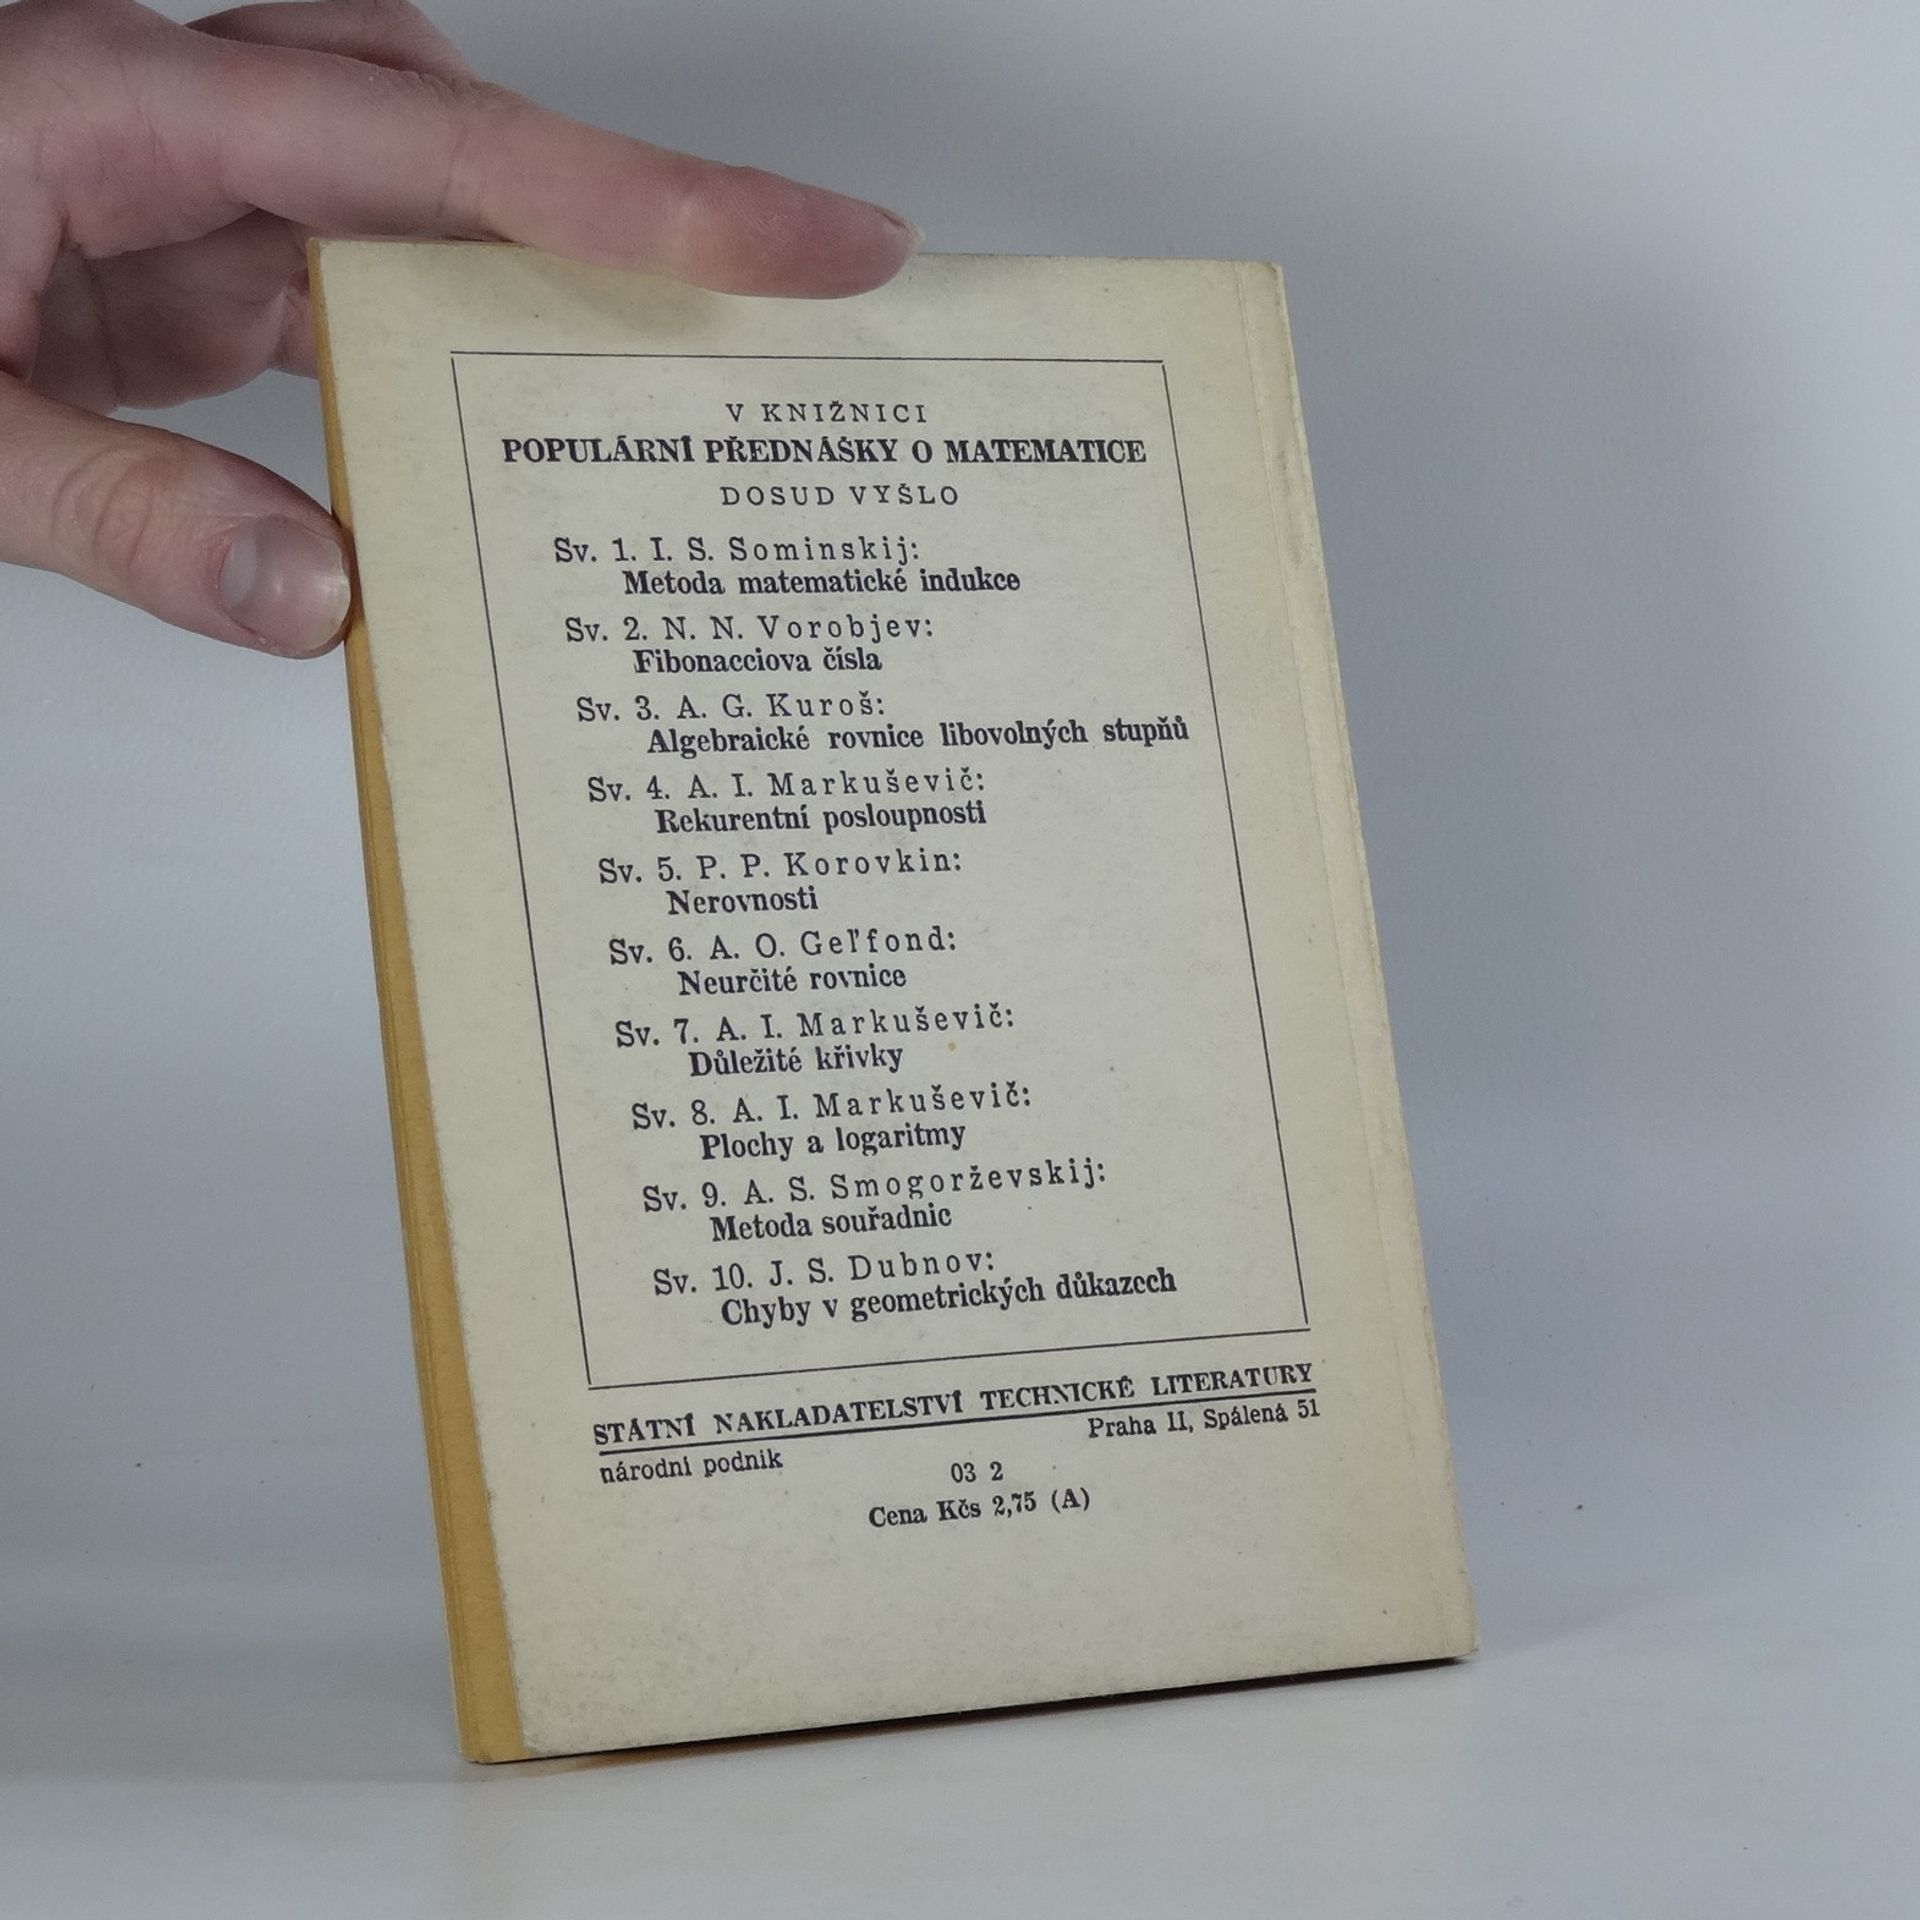 V KNIŽNICI
POPULÁRNÍ PŘEDNÁŠKY O MATEMATICE
DOSUD VYŠLO
Sv. 1. I. S. Sominskij:
Metoda matematické indukce
Sv. 2. N. N. Vorobjev:
Fibonacciova čísla
Sv. 3. A. G. Kuroš:
Algebraické rovnice libovolných stupňů
Sv. 4. A. I. Markuševič:
Rekurentní posloupnosti
Sv. 5. P. P. Korovkin:
Nerovnosti
Sv. 6. A. O. Geľfond:
Neurčité rovnice
Sv. 7. A. I. Markuševič:
Důležité křivky
Sv. 8. A. I. Markuševič:
Plochy a logaritmy
Sv. 9. A. S. Smogorževskij:
Metoda souřadnic
Sv. 10. J. S. Dubnov:
Chyby v geometrických důkazech
STÁTNÍ NAKLADATELSTVÍ TECHNICKÉ LITERATURY
národní podnik Praha II, Spálená 51
03 2
Cena Kčs 2,75 (A)